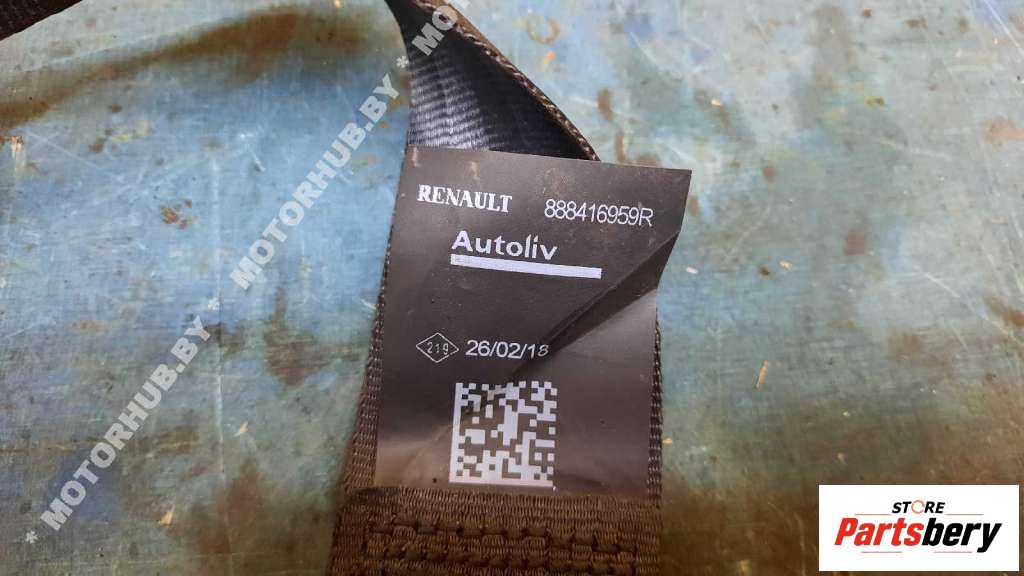 RENAULT 888416959R
Autoliv
219 26/02/18
* MOTORHUB.BY * MOTORHUB.BY * MOTORHUB.BY *
STORE
Partsbery